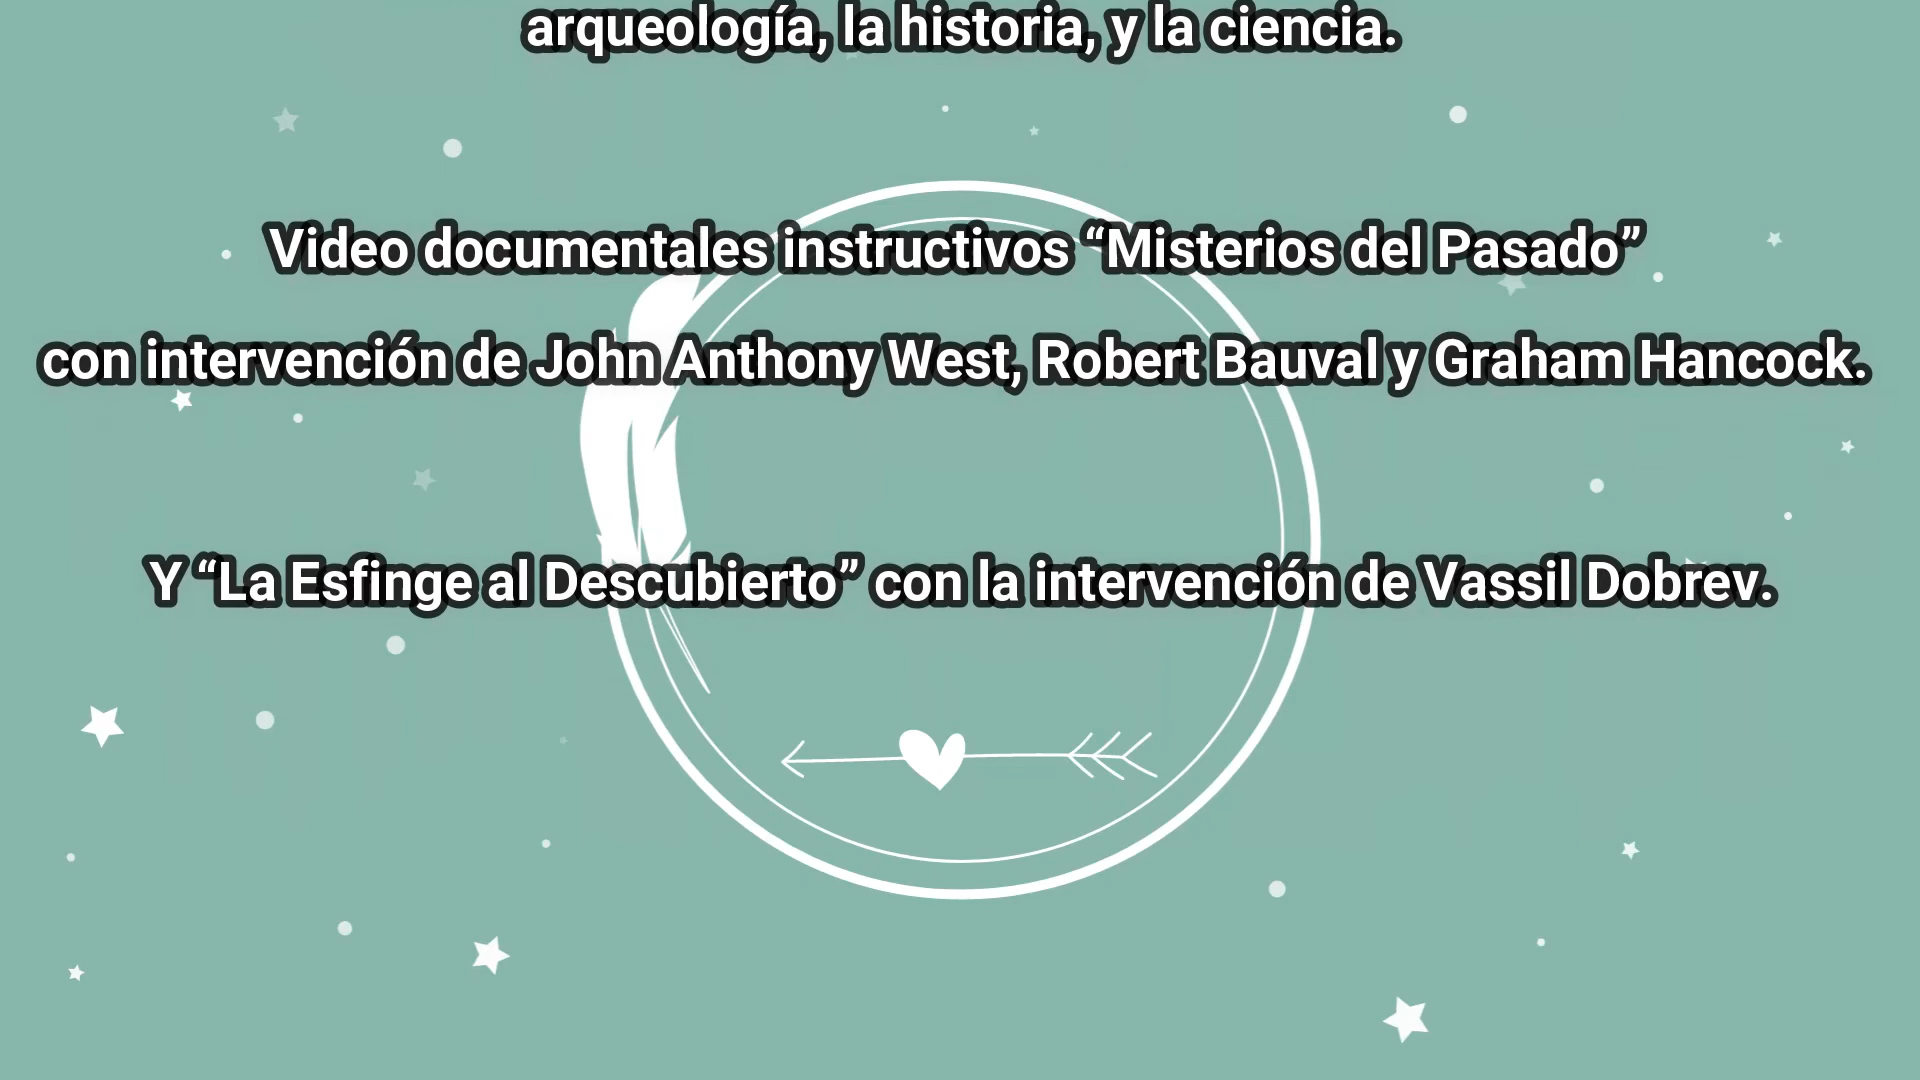 arqueología, la historia, y la ciencia.
Video documentales instructivos “Misterios del Pasado”
con intervención de John Anthony West, Robert Bauval y Graham Hancock.
Y “La Esfinge al Descubierto” con la intervención de Vassil Dobrev.